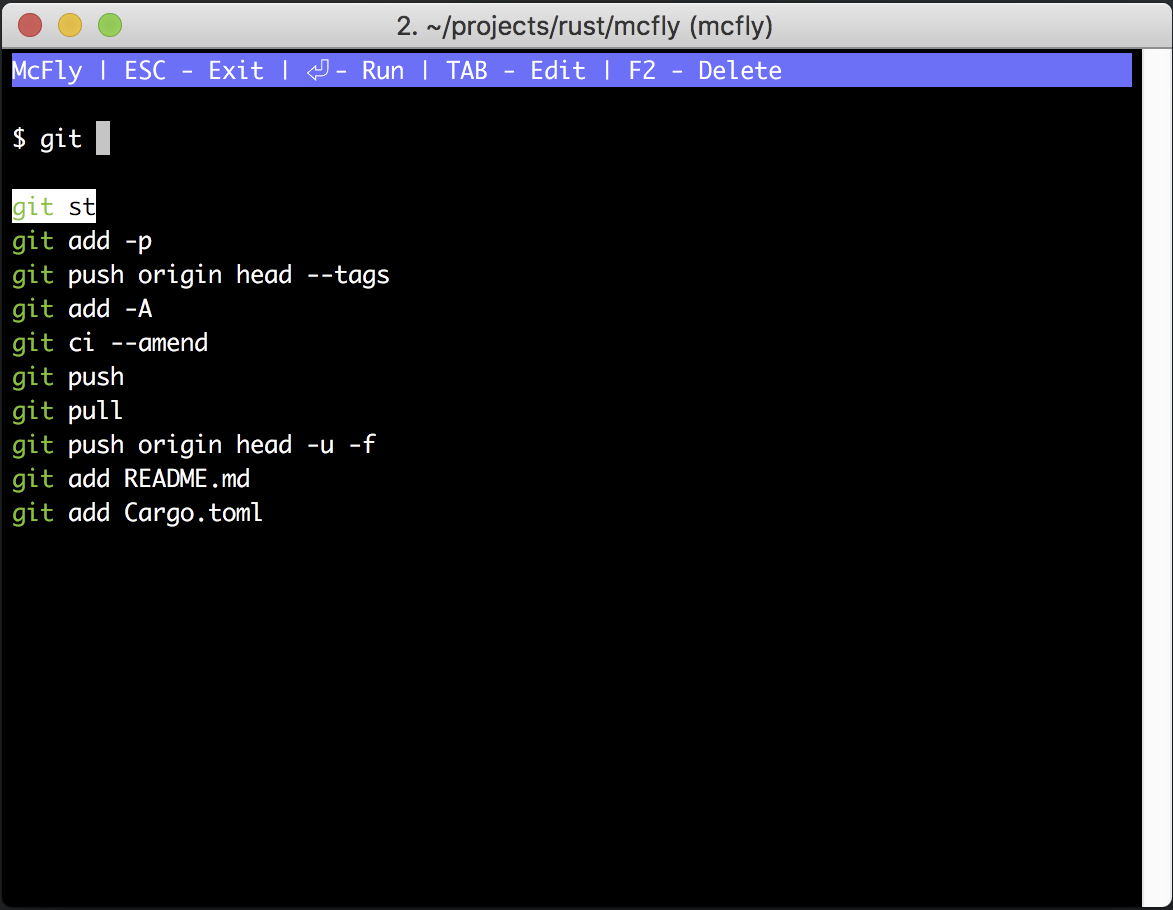 2. ~/projects/rust/mcfly (mcfly)
McFly | ESC - Exit | ⏎ - Run | TAB - Edit | F2 - Delete
$ git
git st
git add -p
git push origin head --tags
git add -A
git ci --amend
git push
git pull
git push origin head -u -f
git add README.md
git add Cargo.toml